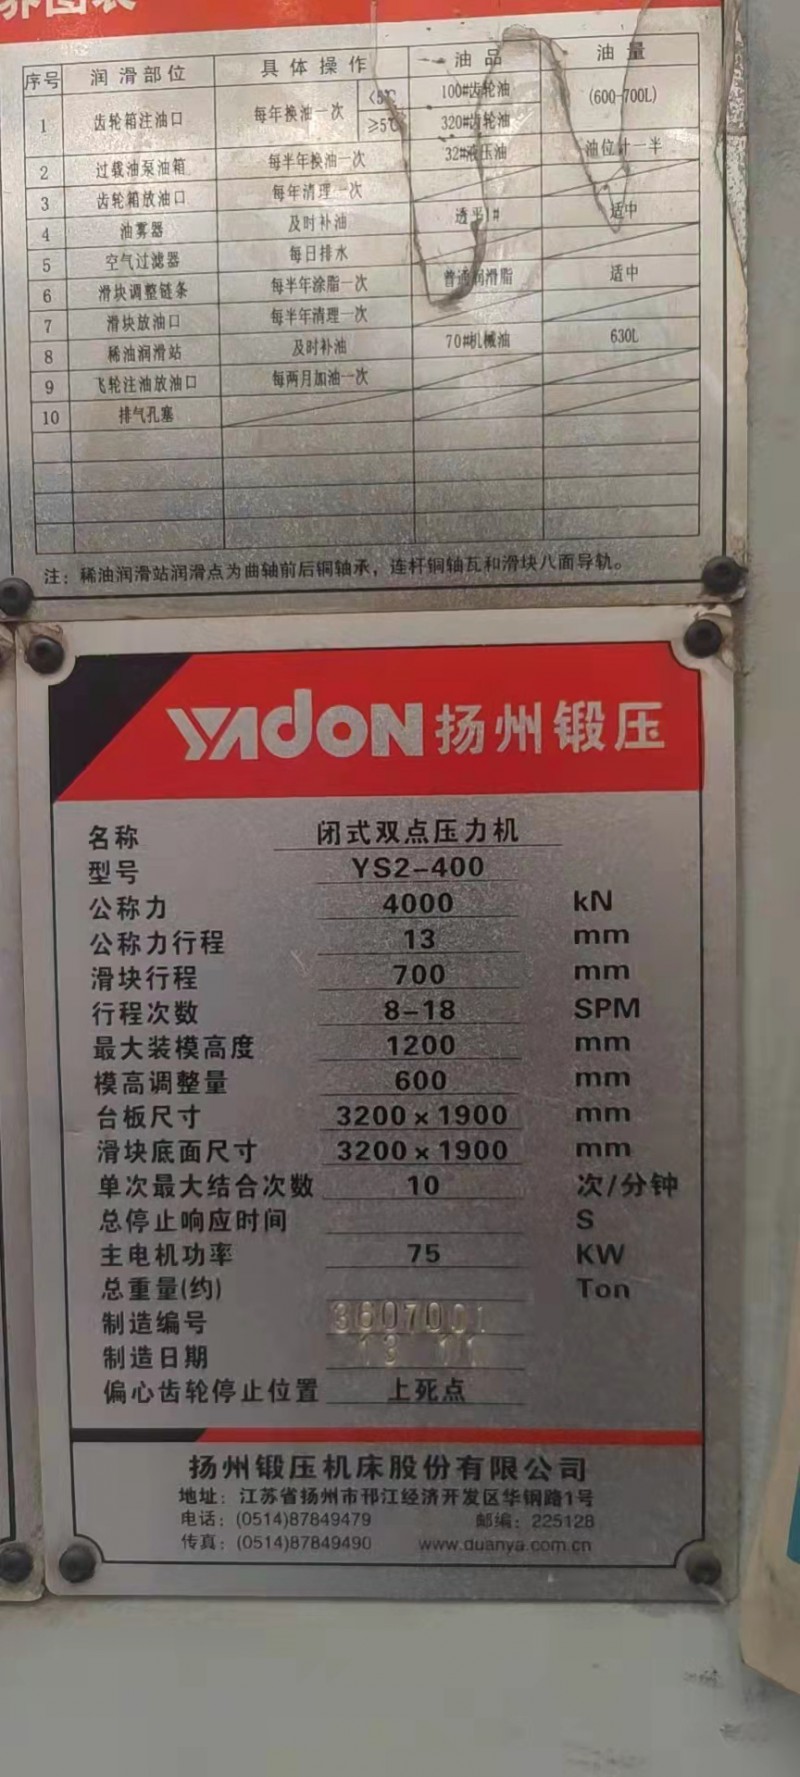 序号 润滑部位 具体操作 油品 油量
1 齿轮箱注油口 每年换油一次 <5℃ 100#齿轮油 (600-700L)
≥5℃ 320#齿轮油
2 过载油泵油箱 每半年换油一次 32#液压油 油位计一半
3 齿轮箱放油口 每年清理一次
4 油雾器 及时补油 透平1# 适中
5 空气过滤器 每日排水
6 滑块调整链条 每半年涂脂一次 普通润滑脂 适中
7 滑块放油口 每半年清理一次
8 稀油润滑站 及时补油 70#机械油 630L
9 飞轮注油放油口 每两月加油一次
10 排气孔塞
注：稀油润滑站润滑点为曲轴前后铜轴承，连杆铜轴瓦和滑块八面导轨。
YADON 扬州锻压
名称 闭式双点压力机
型号 YS2-400
公称力 4000 kN
公称力行程 13 mm
滑块行程 700 mm
行程次数 8-18 SPM
最大装模高度 1200 mm
模高调整量 600 mm
台板尺寸 3200×1900 mm
滑块底面尺寸 3200×1900 mm
单次最大结合次数 10 次/分钟
总停止响应时间 S
主电机功率 75 KW
总重量(约) Ton
制造编号 3607001
制造日期 13 11
偏心齿轮停止位置 上死点
扬州锻压机床股份有限公司
地址：江苏省扬州市邗江经济开发区华钢路1号
电话：(0514)87849479 邮编：225128
传真：(0514)87849490 www.duanya.com.cn